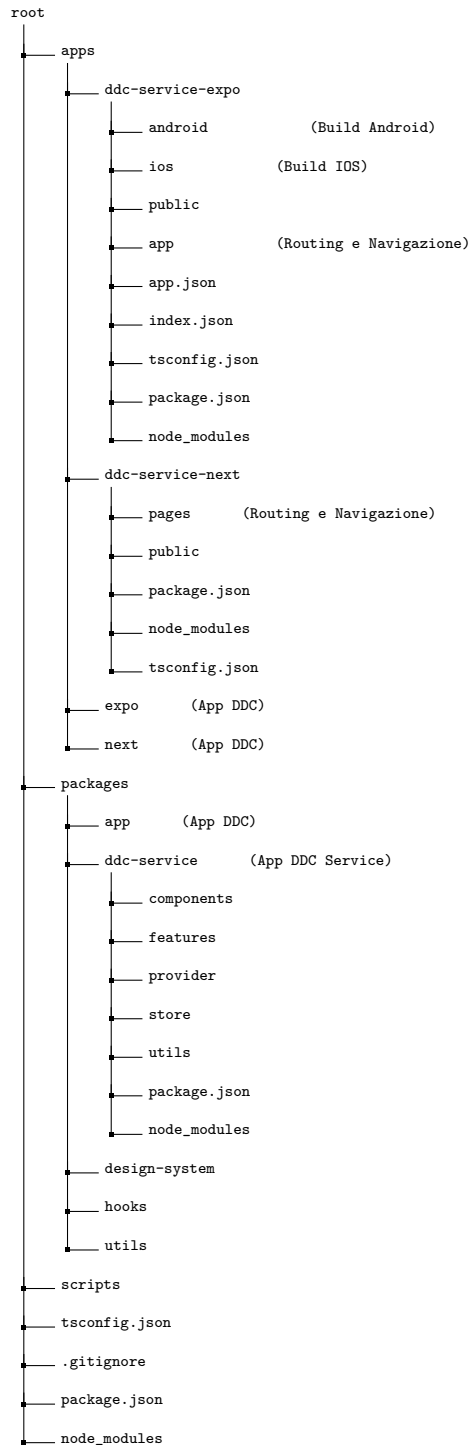 root
apps
ddc-service-expo
android (Build Android)
ios (Build IOS)
public
app (Routing e Navigazione)
app.json
index.json
tsconfig.json
package.json
node_modules
ddc-service-next
pages (Routing e Navigazione)
public
package.json
node_modules
tsconfig.json
expo (App DDC)
next (App DDC)
packages
app (App DDC)
ddc-service (App DDC Service)
components
features
provider
store
utils
package.json
node_modules
design-system
hooks
utils
scripts
tsconfig.json
.gitignore
package.json
node_modules